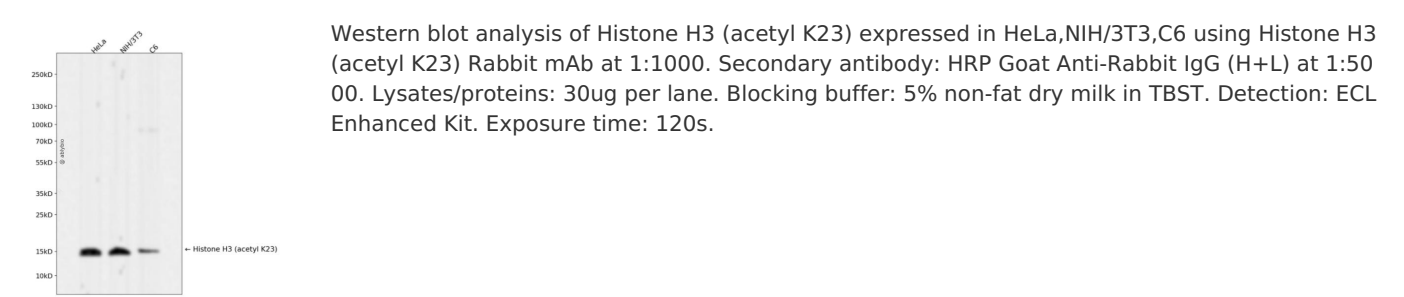 HeLa NIH/3T3 C6
250kD
130kD
100kD
70kD
55kD
35kD
25kD
15kD
10kD
@ ablybio
← Histone H3 (acetyl K23)
Western blot analysis of Histone H3 (acetyl K23) expressed in HeLa,NIH/3T3,C6 using Histone H3
(acetyl K23) Rabbit mAb at 1:1000. Secondary antibody: HRP Goat Anti-Rabbit IgG (H+L) at 1:50
00. Lysates/proteins: 30ug per lane. Blocking buffer: 5% non-fat dry milk in TBST. Detection: ECL
Enhanced Kit. Exposure time: 120s.